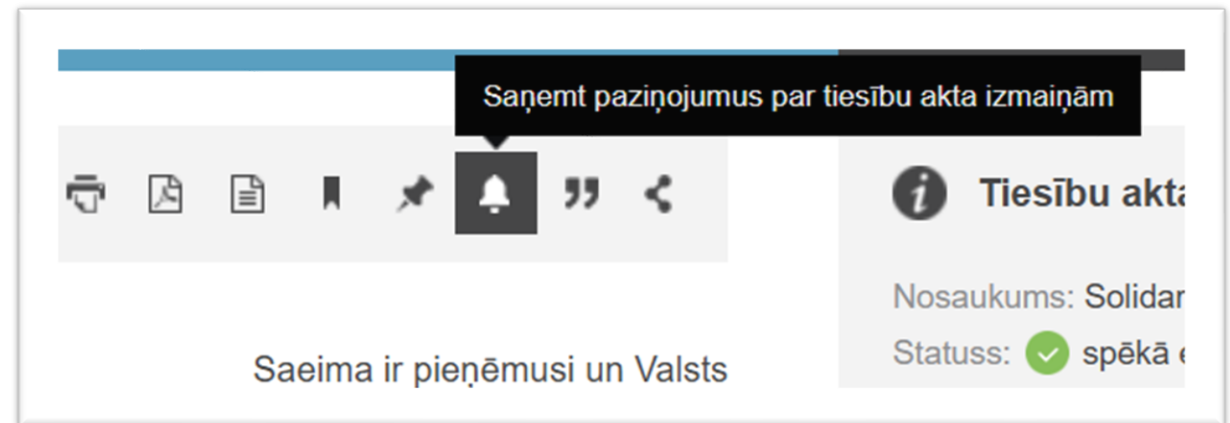 Saņemt paziņojumus par tiesību akta izmaiņām
Tiesību akta
Nosaukums: Solidar
Statuss: spēkā e
Saeima ir pieņēmusi un Valsts